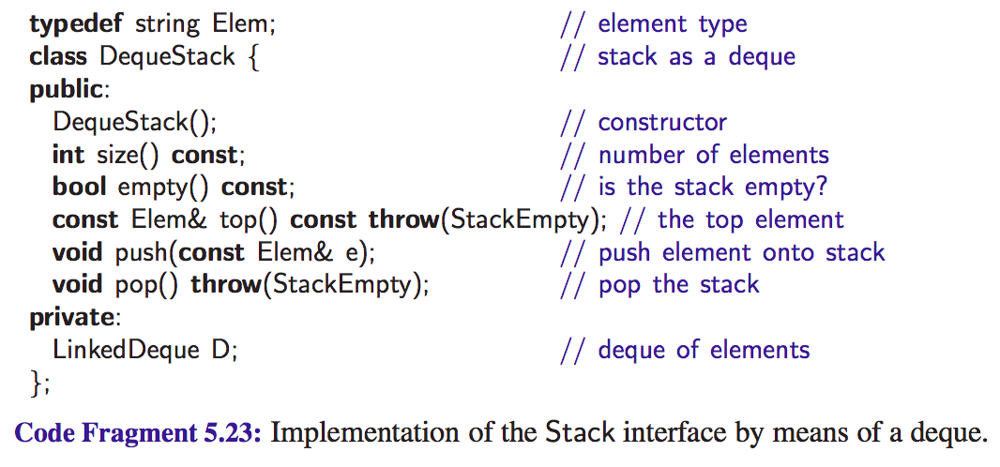 typedef string Elem; // element type
class DequeStack { // stack as a deque
public:
DequeStack(); // constructor
int size() const; // number of elements
bool empty() const; // is the stack empty?
const Elem& top() const throw(StackEmpty); // the top element
void push(const Elem& e); // push element onto stack
void pop() throw(StackEmpty); // pop the stack
private:
LinkedDeque D; // deque of elements
};
Code Fragment 5.23: Implementation of the Stack interface by means of a deque.